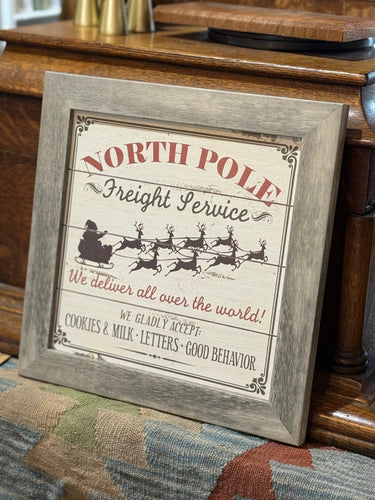 NORTH POLE
Freight Service
We deliver all over the world!
WE GLADLY ACCEPT:
COOKIES & MILK · LETTERS · GOOD BEHAVIOR